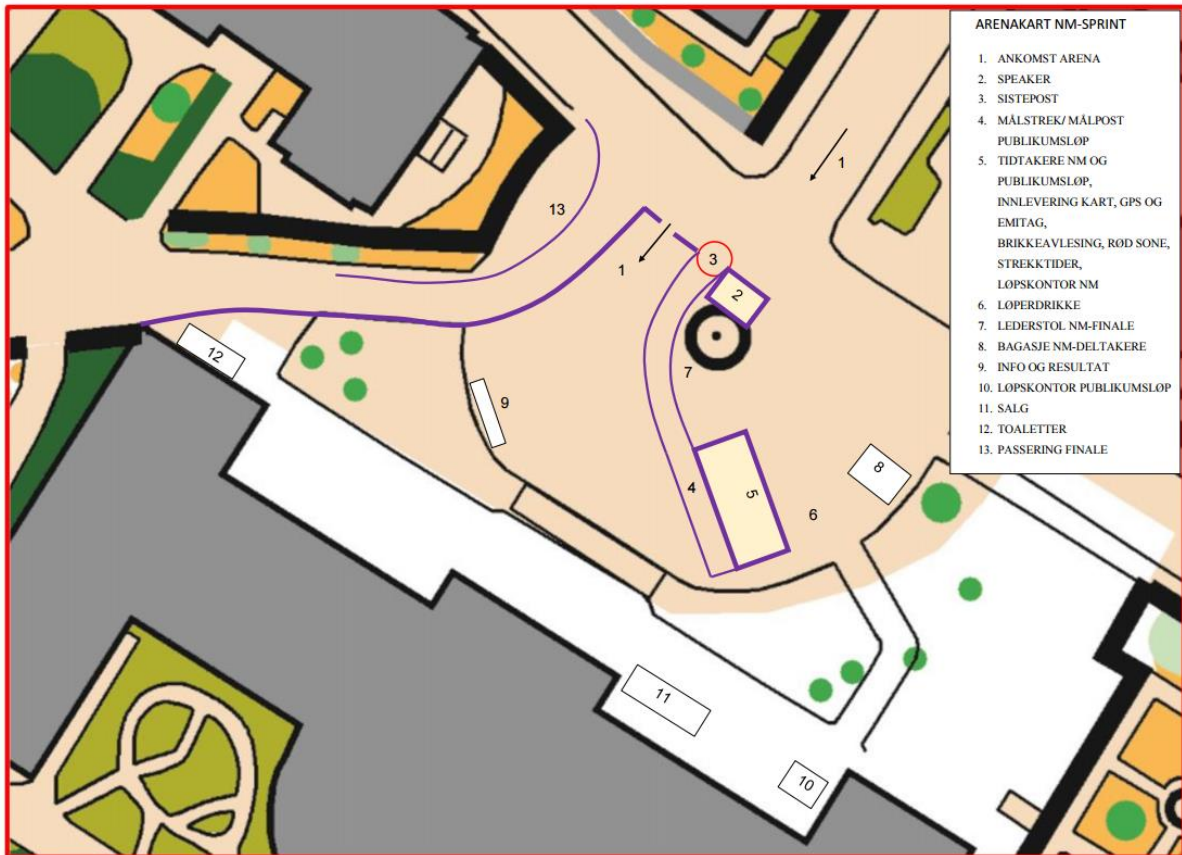 ARENAKART NM-SPRINT
1. ANKOMST ARENA
2. SPEAKER
3. SISTEPOST
4. MÅLSTREK/ MÅLPOST
PUBLIKUMSLØP
5. TIDTAKERE NM OG
PUBLIKUMSLØP,
INNLEVERING KART, GPS OG
EMITAG,
BRIKKEAVLESING, RØD SONE,
STREKKTIDER,
LØPSKONTOR NM
6. LØPERDRIKKE
7. LEDERSTOL NM-FINALE
8. BAGASJE NM-DELTAKERE
9. INFO OG RESULTAT
10. LØPSKONTOR PUBLIKUMSLØP
11. SALG
12. TOALETTER
13. PASSERING FINALE
1
13
3
1
2
12
7
9
8
4
5
6
11
10